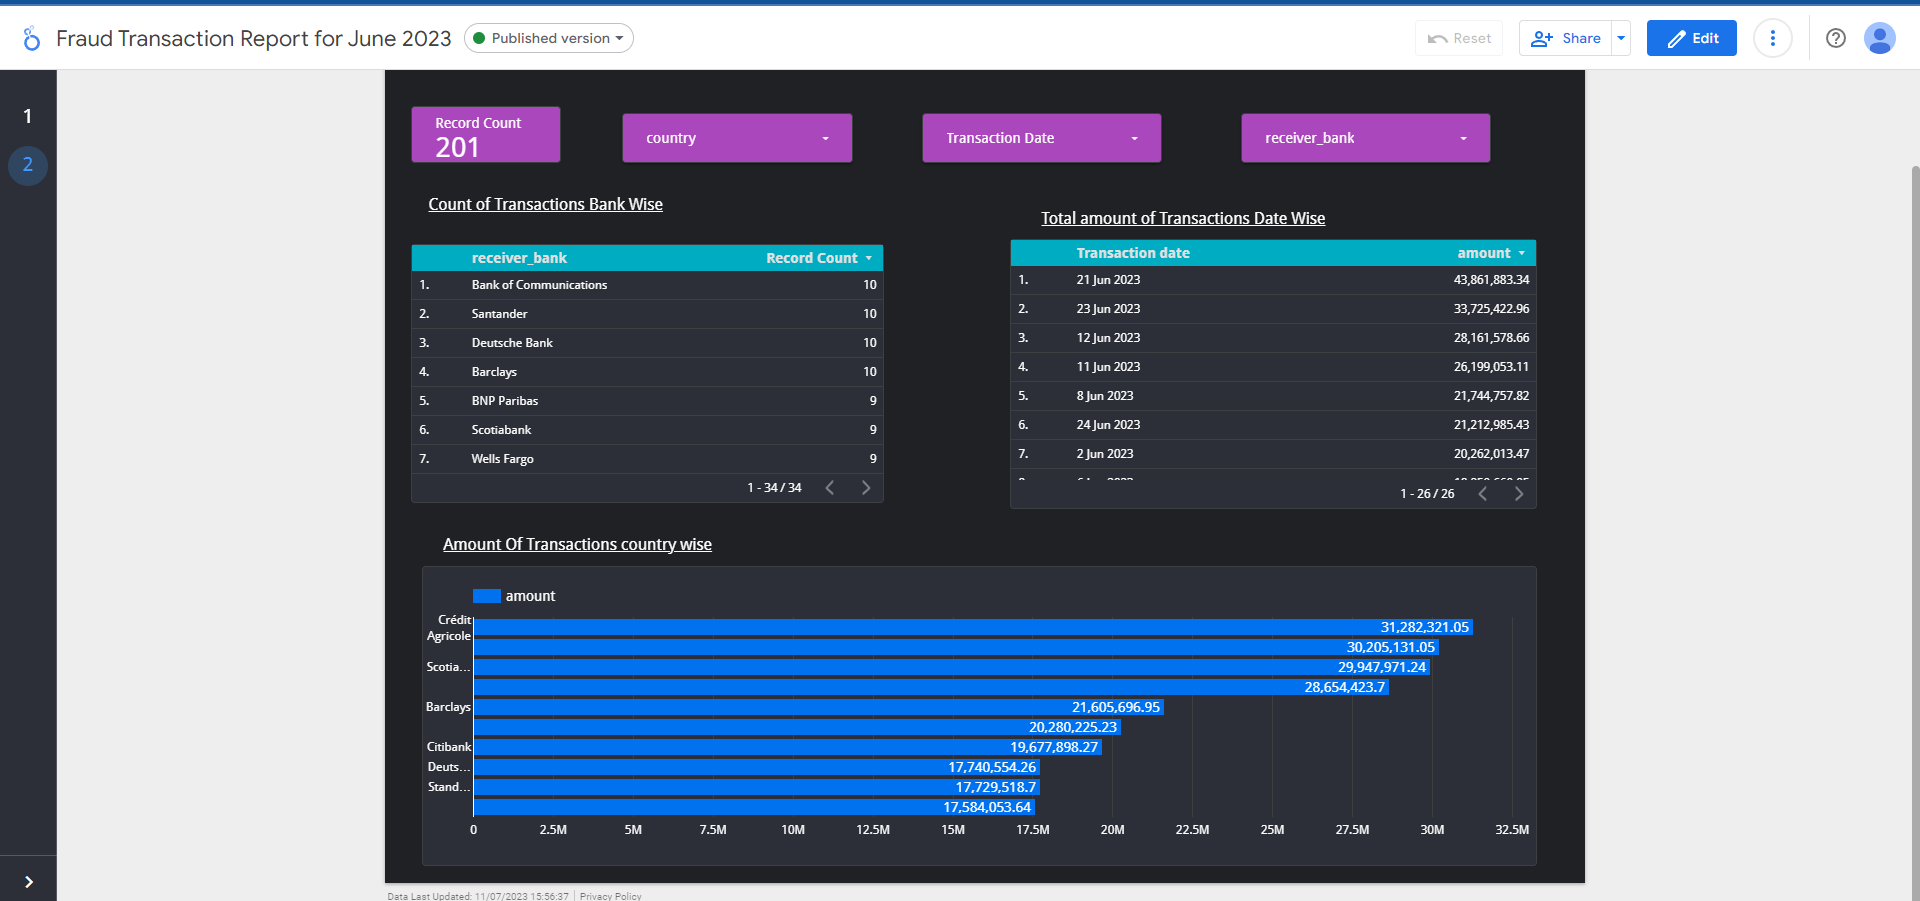 Fraud Transaction Report for June 2023
Published version
Reset
Share
Edit
1
2
Record Count
201
country
Transaction Date
receiver_bank
Count of Transactions Bank Wise
receiver_bank Record Count
1. Bank of Communications 10
2. Santander 10
3. Deutsche Bank 10
4. Barclays 10
5. BNP Paribas 9
6. Scotiabank 9
7. Wells Fargo 9
1 - 34 / 34
Total amount of Transactions Date Wise
Transaction date amount
1. 21 Jun 2023 43,861,883.34
2. 23 Jun 2023 33,725,422.96
3. 12 Jun 2023 28,161,578.66
4. 11 Jun 2023 26,199,053.11
5. 8 Jun 2023 21,744,757.82
6. 24 Jun 2023 21,212,985.43
7. 2 Jun 2023 20,262,013.47
1 - 26 / 26
Amount Of Transactions country wise
amount
Crédit
Agricole
31,282,321.05
30,205,131.05
Scotia... 29,947,971.24
28,654,423.7
Barclays 21,605,696.95
20,280,225.23
Citibank 19,677,898.27
Deuts... 17,740,554.26
Stand... 17,729,518.7
17,584,053.64
0 2.5M 5M 7.5M 10M 12.5M 15M 17.5M 20M 22.5M 25M 27.5M 30M 32.5M
Data Last Updated: 11/07/2023 15:56:37 Privacy Policy